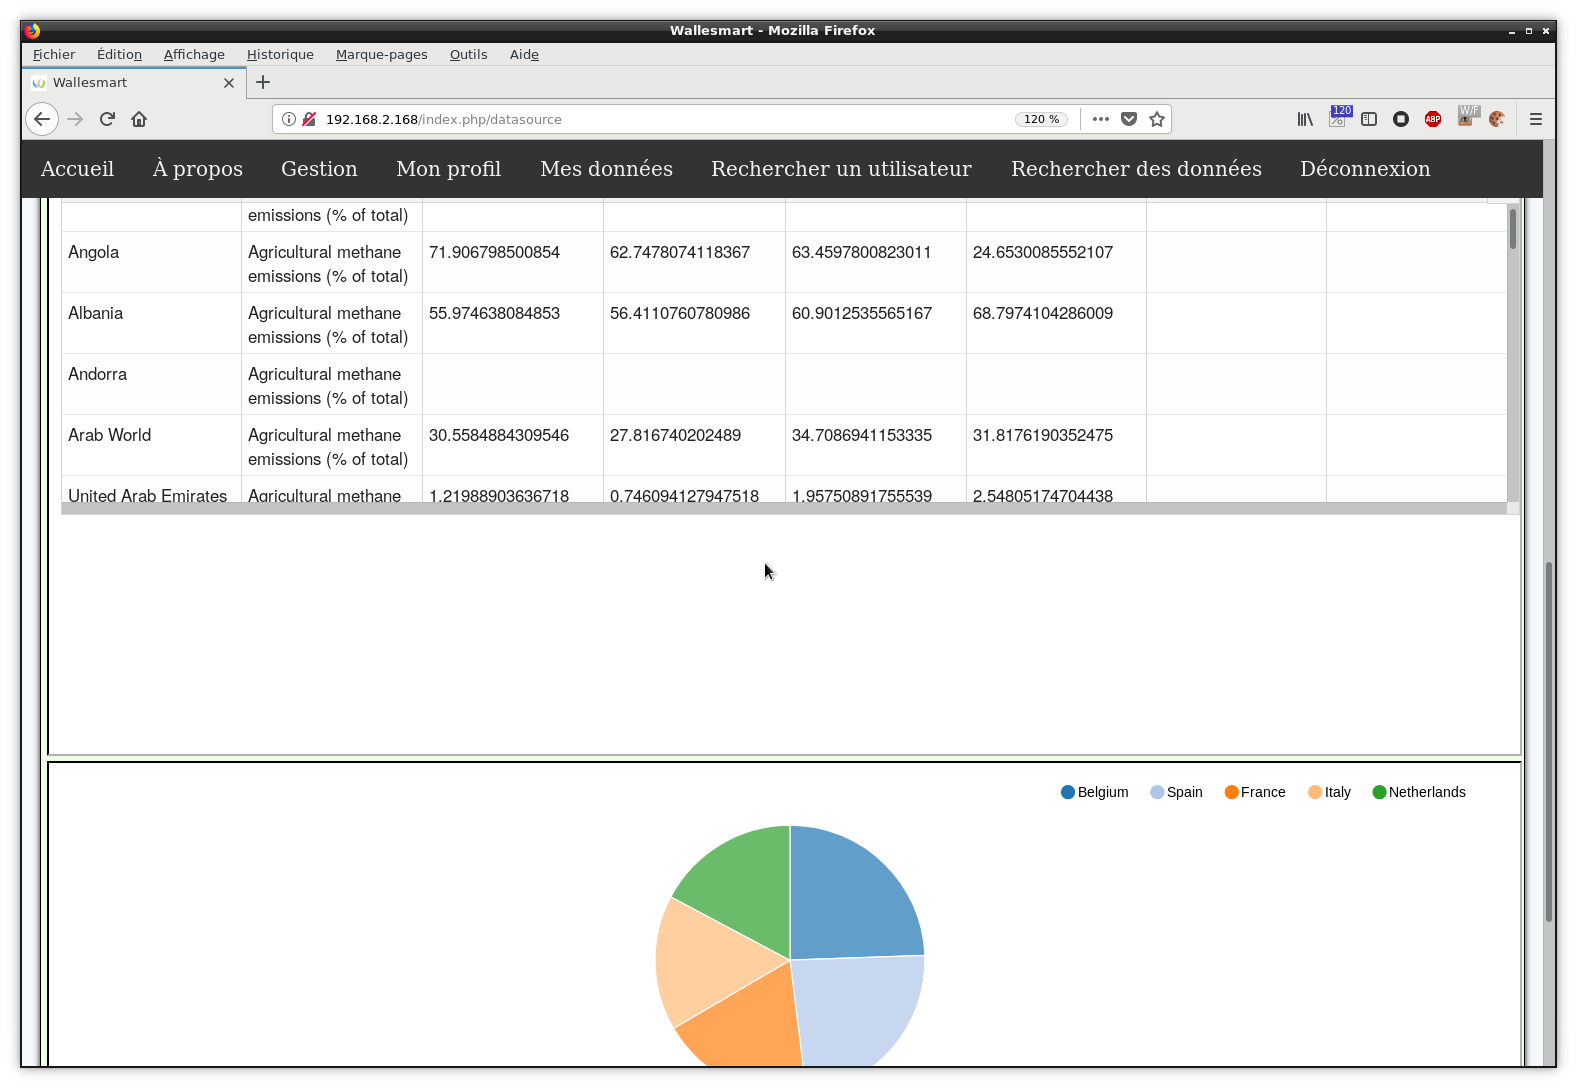 Wallesmart - Mozilla Firefox
Fichier Édition Affichage Historique Marque-pages Outils Aide
Wallesmart
192.168.2.168/index.php/datasource 120 % 120 ABP W/F
Accueil À propos Gestion Mon profil Mes données Rechercher un utilisateur Rechercher des données Déconnexion
emissions (% of total)
Angola Agricultural methane 71.906798500854 62.7478074118367 63.4597800823011 24.6530085552107
emissions (% of total)
Albania Agricultural methane 55.974638084853 56.4110760780986 60.9012535565167 68.7974104286009
emissions (% of total)
Andorra Agricultural methane
emissions (% of total)
Arab World Agricultural methane 30.5584884309546 27.816740202489 34.7086941153335 31.8176190352475
emissions (% of total)
United Arab Emirates Agricultural methane 1.21988903636718 0.746094127947518 1.95750891755539 2.54805174704438
Belgium Spain France Italy Netherlands